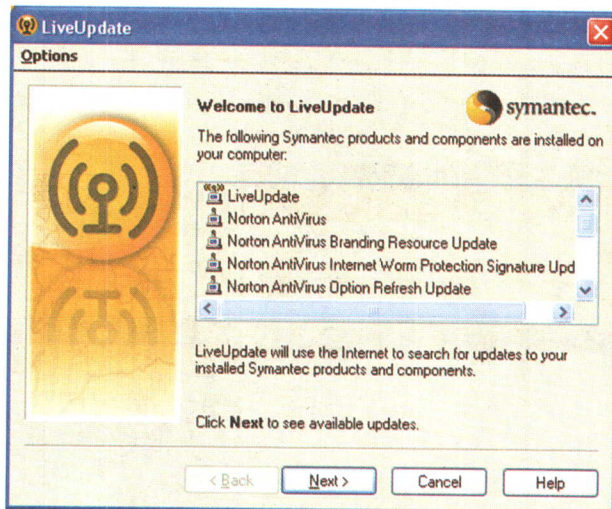 LiveUpdate
Options
Welcome to LiveUpdate
symantec.
The following Symantec products and components are installed on
your computer:
LiveUpdate
Norton AntiVirus
Norton AntiVirus Branding Resource Update
Norton AntiVirus Internet Worm Protection Signature Upd
Norton AntiVirus Option Refresh Update
LiveUpdate will use the Internet to search for updates to your
installed Symantec products and components.
Click Next to see available updates.
< Back
Next >
Cancel
Help